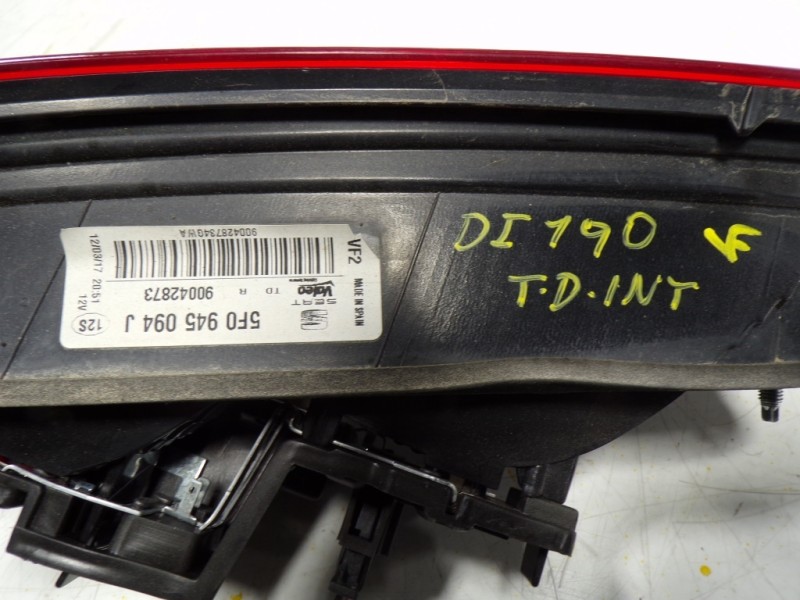 5F0 945 094 J
12S
SEAT
Valeo
MADE IN SPAIN
TD R 90042873
VF2
900428734GWA
12/03/17 20:51 12V
DI 190 VF
T.D.INT